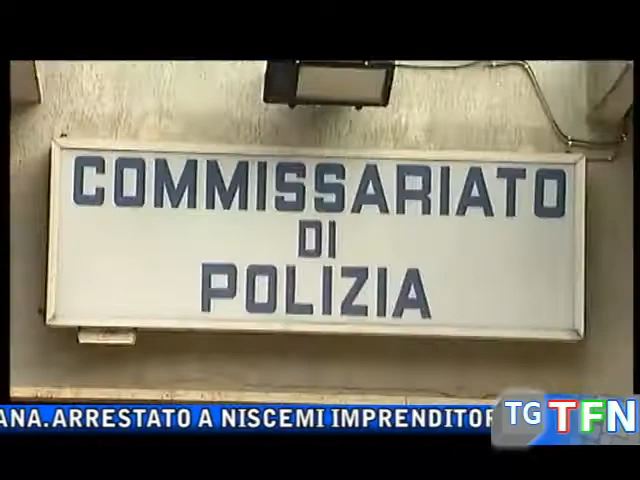 COMMISSARIATO
DI
POLIZIA
ANA.ARRESTATO A NISCEMI IMPRENDITOR
TG TFN